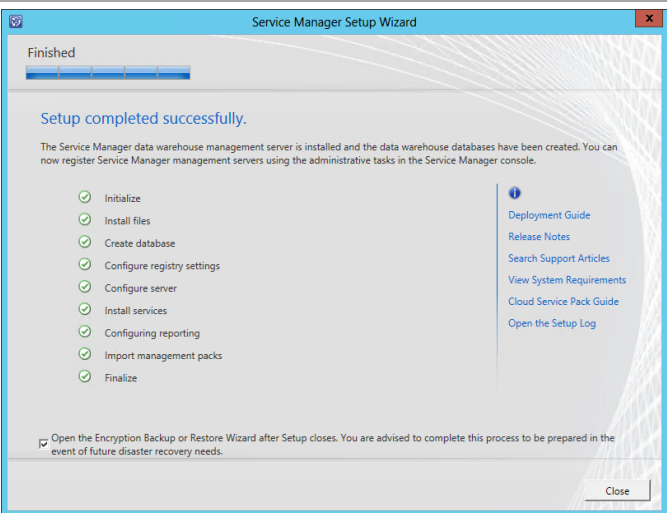 Service Manager Setup Wizard
x
Finished
Setup completed successfully.
The Service Manager data warehouse management server is installed and the data warehouse databases have been created. You can
now register Service Manager management servers using the administrative tasks in the Service Manager console.
Initialize
Install files
Create database
Configure registry settings
Configure server
Install services
Configuring reporting
Import management packs
Finalize
Deployment Guide
Release Notes
Search Support Articles
View System Requirements
Cloud Service Pack Guide
Open the Setup Log
Open the Encryption Backup or Restore Wizard after Setup closes. You are advised to complete this process to be prepared in the
event of future disaster recovery needs.
Close